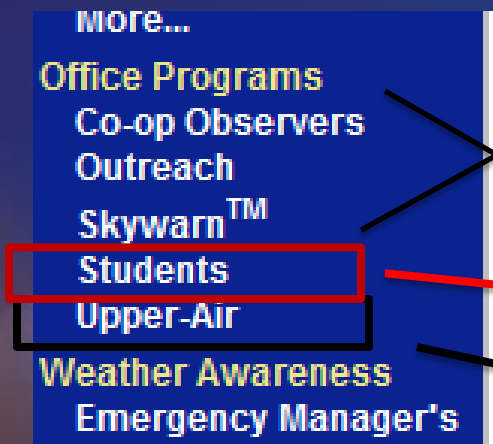 More...
Office Programs
Co-op Observers
Outreach
Skywarn™
Students
Upper-Air
Weather Awareness
Emergency Manager's